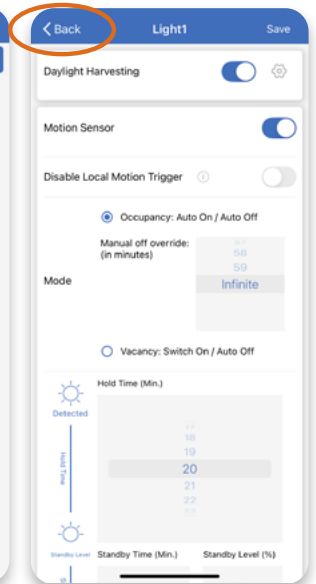 Back Light1 Save
Daylight Harvesting
Motion Sensor
Disable Local Motion Trigger
Occupancy: Auto On / Auto Off
Manual off override:
(in minutes)
58
59
Mode
Infinite
Vacancy: Switch On / Auto Off
Hold Time (Min.)
Detected
18
19
Hold Time
20
21
22
Standby Level
Standby Time (Min.) Standby Level (%)